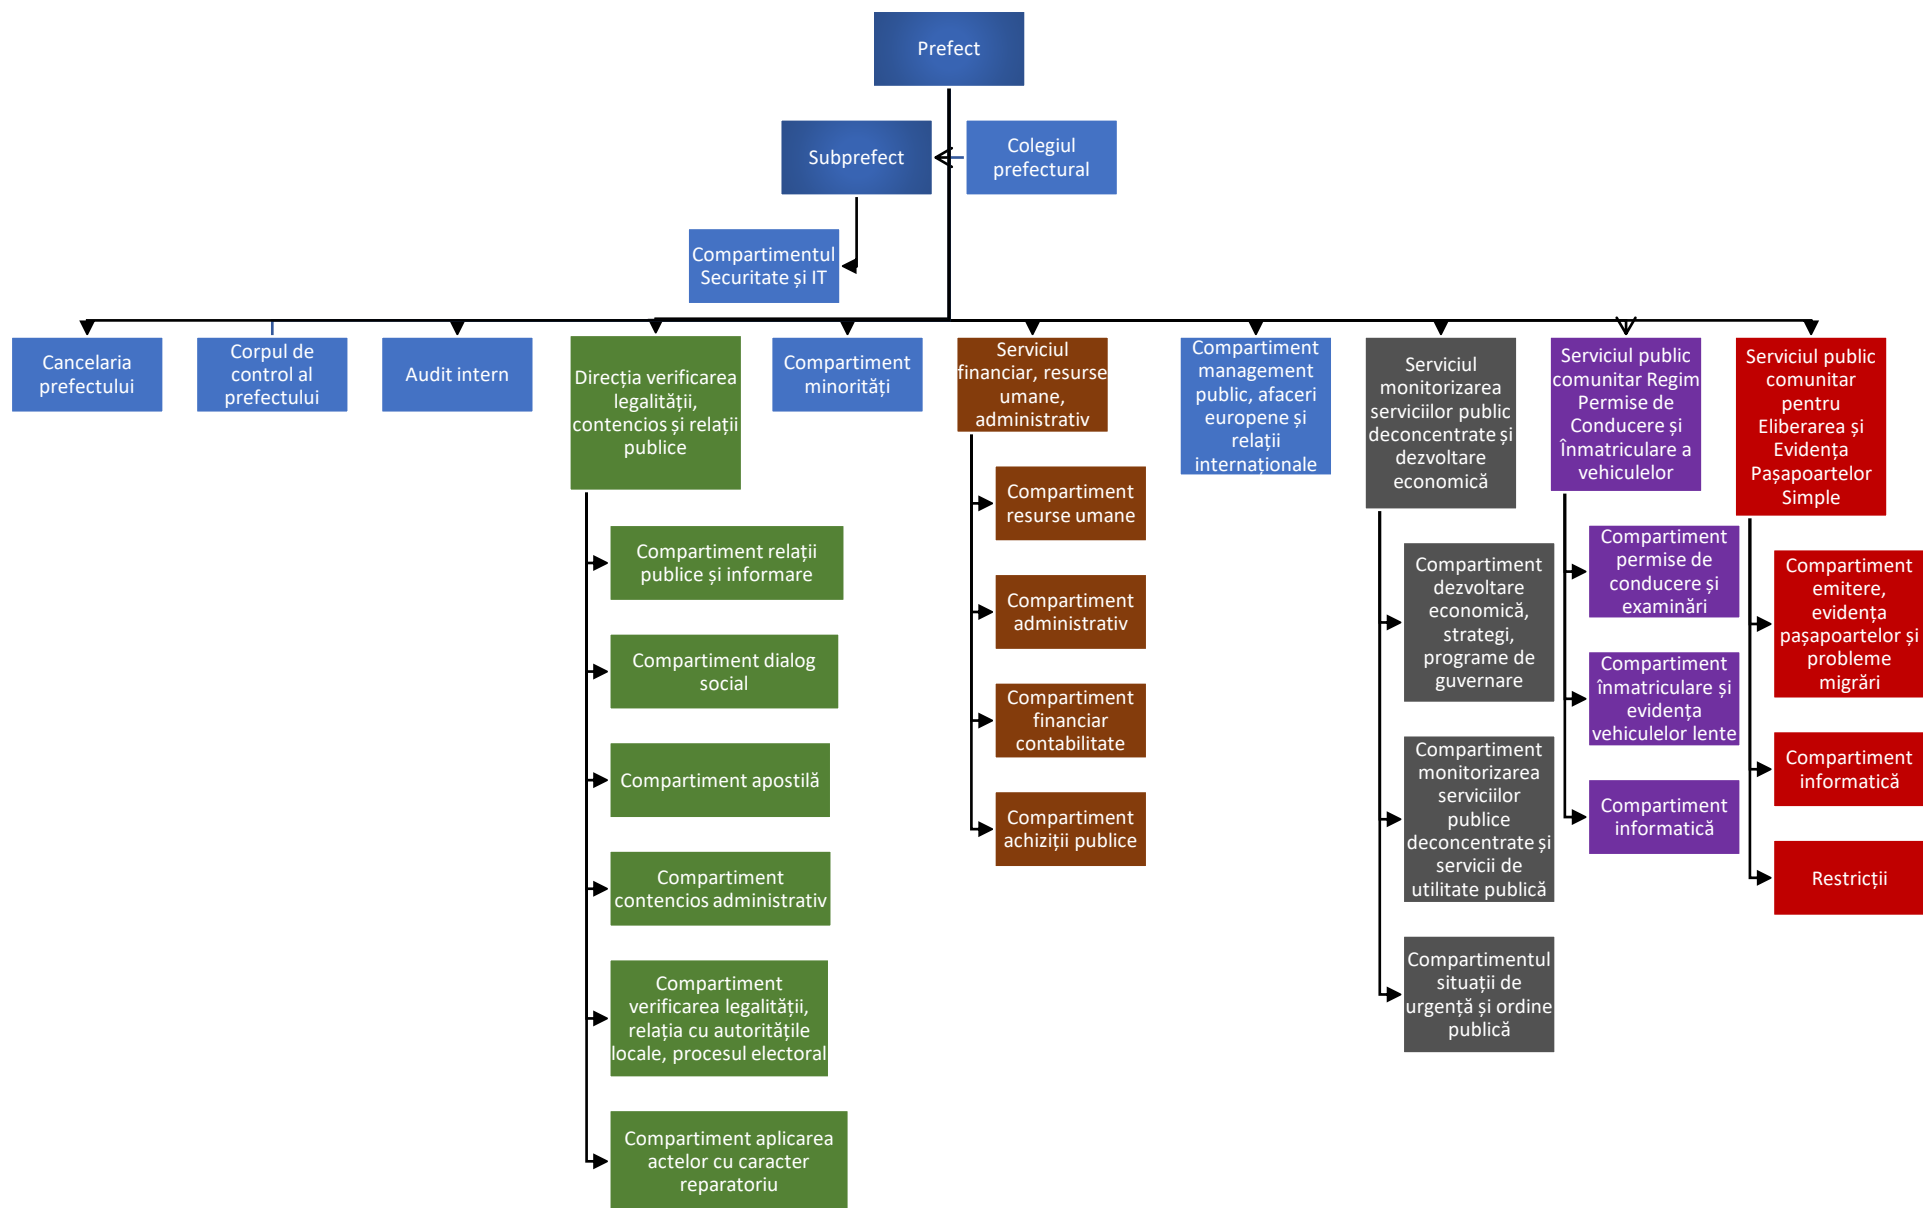 Prefect
Subprefect
Colegiul
prefectural
Compartimentul
Securitate și IT
Cancelaria
prefectului
Corpul de
control al
prefectului
Audit intern
Direcția verificarea
legalității,
contencios și relații
publice
Compartiment
minorități
Serviciul
financiar, resurse
umane,
administrativ
Compartiment
management
public, afaceri
europene și
relații
internaționale
Serviciul
monitorizarea
serviciilor public
deconcentrate și
dezvoltare
economică
Serviciul public
comunitar Regim
Permise de
Conducere și
Înmatriculare a
vehiculelor
Serviciul public
comunitar
pentru
Eliberarea și
Evidența
Pașapoartelor
Simple
Compartiment relații
publice și informare
Compartiment dialog
social
Compartiment apostilă
Compartiment
contencios administrativ
Compartiment
verificarea legalității,
relația cu autoritățile
locale, procesul electoral
Compartiment aplicarea
actelor cu caracter
reparatoriu
Compartiment
resurse umane
Compartiment
administrativ
Compartiment
financiar
contabilitate
Compartiment
achiziții publice
Compartiment
dezvoltare
economică,
strategi,
programe de
guvernare
Compartiment
monitorizarea
serviciilor
publice
deconcentrate și
servicii de
utilitate publică
Compartimentul
situații de
urgență și ordine
publică
Compartiment
permise de
conducere și
examinări
Compartiment
înmatriculare și
evidența
vehiculelor lente
Compartiment
informatică
Compartiment
emitere,
evidența
pașapoartelor și
probleme
migrări
Compartiment
informatică
Restricții